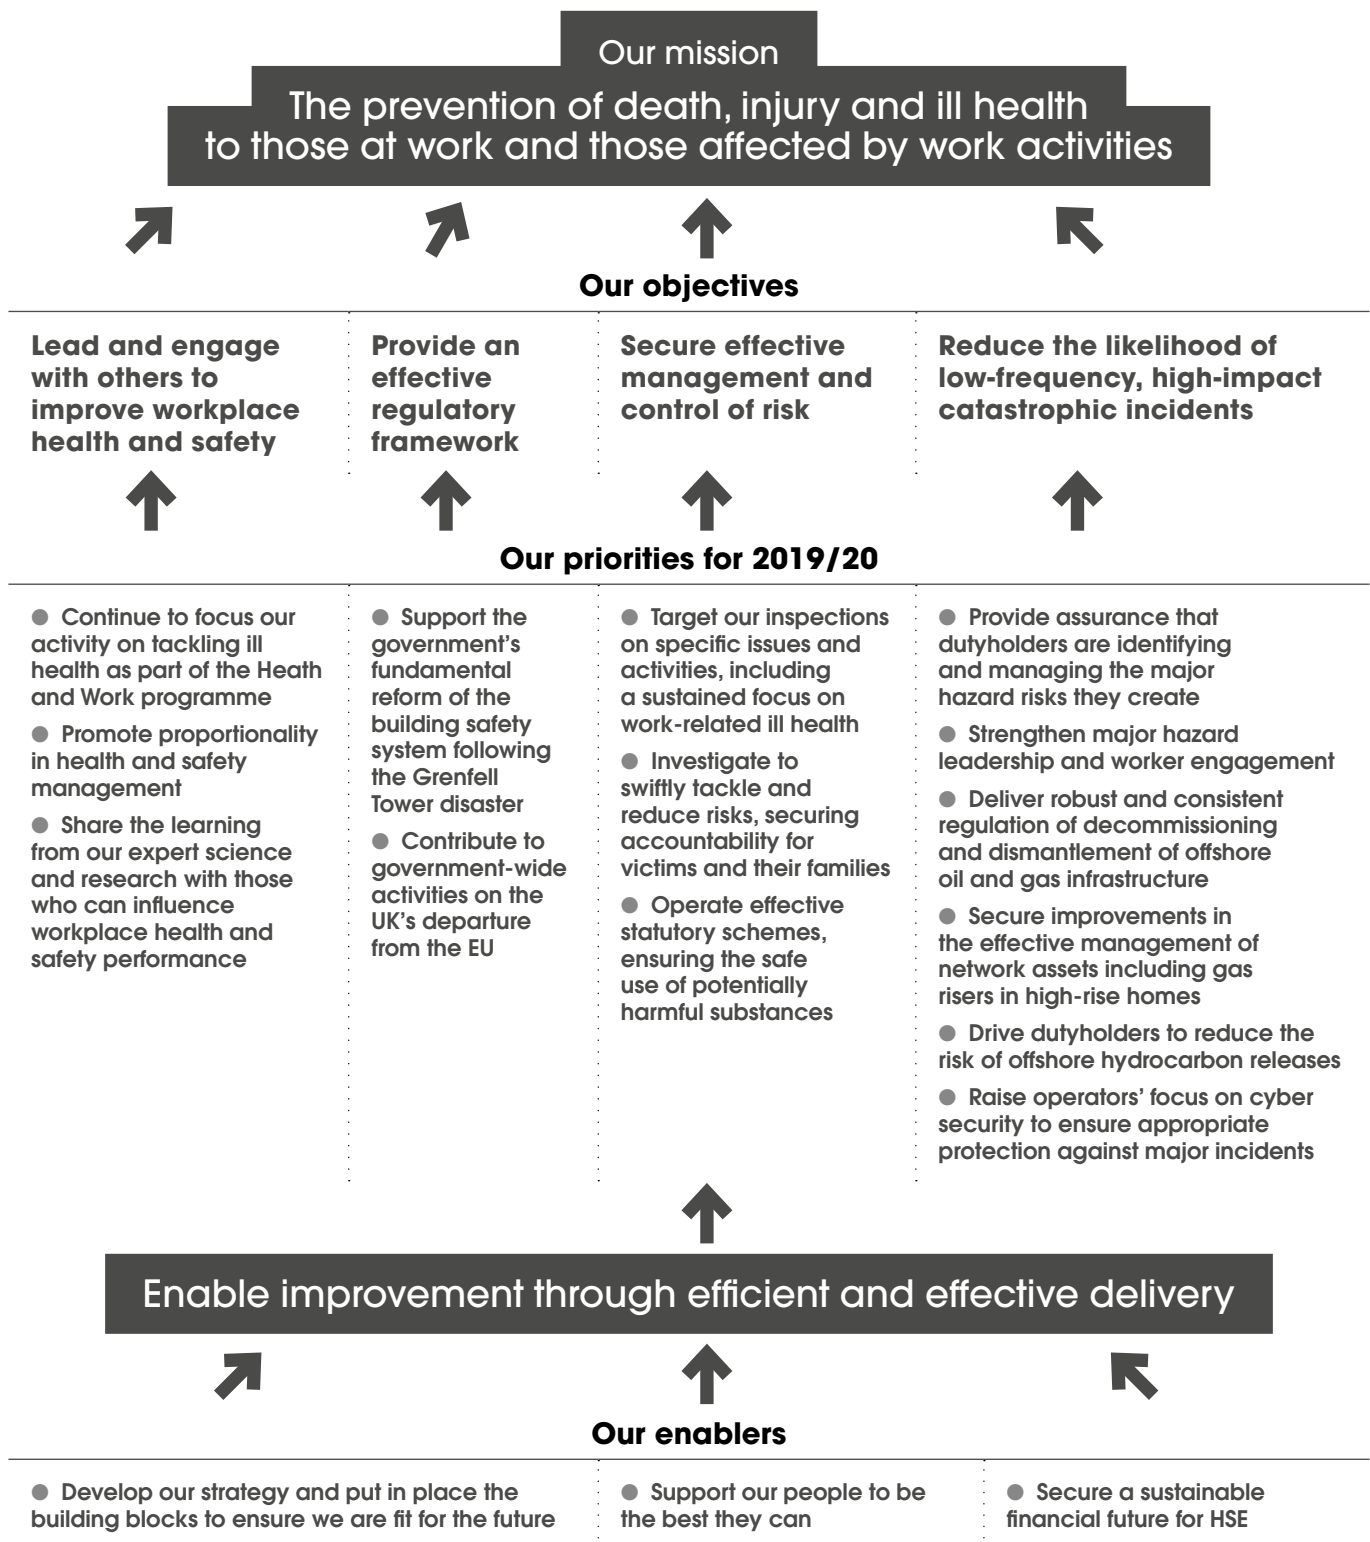 Our mission
The prevention of death, injury and ill health
to those at work and those affected by work activities
Our objectives
Lead and engage
with others to
improve workplace
health and safety
Provide an
effective
regulatory
framework
Secure effective
management and
control of risk
Reduce the likelihood of
low-frequency, high-impact
catastrophic incidents
Our priorities for 2019/20
● Continue to focus our
activity on tackling ill
health as part of the Heath
and Work programme
● Promote proportionality
in health and safety
management
● Share the learning
from our expert science
and research with those
who can influence
workplace health and
safety performance
● Support the
government's
fundamental
reform of the
building safety
system following
the Grenfell
Tower disaster
● Contribute to
government-wide
activities on the
UK's departure
from the EU
● Target our inspections
on specific issues and
activities, including
a sustained focus on
work-related ill health
● Investigate to
swiftly tackle and
reduce risks, securing
accountability for
victims and their families
● Operate effective
statutory schemes,
ensuring the safe
use of potentially
harmful substances
● Provide assurance that
dutyholders are identifying
and managing the major
hazard risks they create
● Strengthen major hazard
leadership and worker engagement
● Deliver robust and consistent
regulation of decommissioning
and dismantlement of offshore
oil and gas infrastructure
● Secure improvements in
the effective management of
network assets including gas
risers in high-rise homes
● Drive dutyholders to reduce the
risk of offshore hydrocarbon releases
● Raise operators' focus on cyber
security to ensure appropriate
protection against major incidents
Enable improvement through efficient and effective delivery
Our enablers
● Develop our strategy and put in place the
building blocks to ensure we are fit for the future
● Support our people to be
the best they can
● Secure a sustainable
financial future for HSE